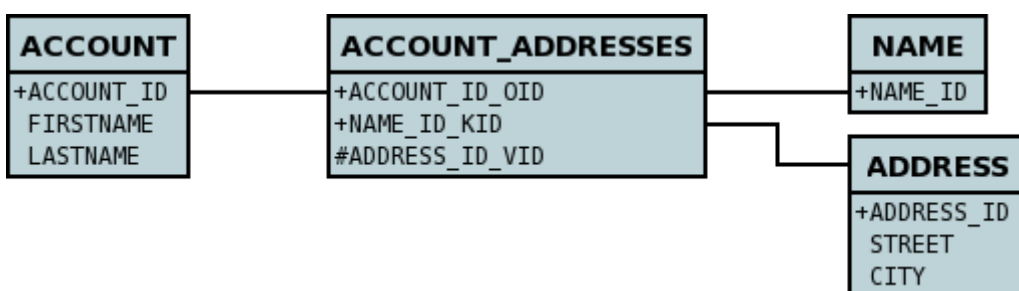 ACCOUNT
+ACCOUNT_ID
FIRSTNAME
LASTNAME
ACCOUNT_ADDRESSES
+ACCOUNT_ID_OID
+NAME_ID_KID
#ADDRESS_ID_VID
NAME
+NAME_ID
ADDRESS
+ADDRESS_ID
STREET
CITY